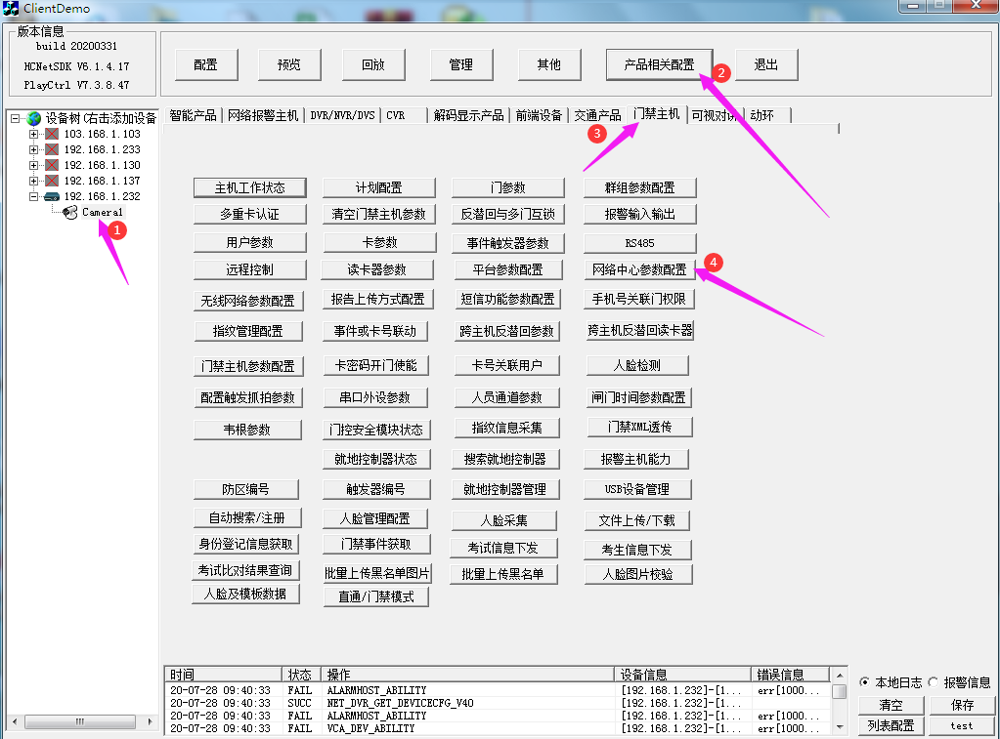 ClientDemo
版本信息
build 20200331
HCNetSDK V6.1.4.17
PlayCtrl V7.3.8.47
配置 预览 回放 管理 其他 产品相关配置 退出
2
设备树(右击添加设备
103.168.1.103
192.168.1.233
192.168.1.130
192.168.1.137
192.168.1.232
Camera1
1
智能产品 网络报警主机 DVR/NVR/DVS CVR 解码显示产品 前端设备 交通产品 门禁主机 可视对讲 动环
3
主机工作状态 计划配置 门参数 群组参数配置
多重卡认证 清空门禁主机参数 反潜回与多门互锁 报警输入输出
用户参数 卡参数 事件触发器参数 RS485
远程控制 读卡器参数 平台参数配置 网络中心参数配置
4
无线网络参数配置 报告上传方式配置 短信功能参数配置 手机号关联门权限
指纹管理配置 事件或卡号联动 跨主机反潜回参数 跨主机反潜回读卡器
门禁主机参数配置 卡密码开门使能 卡号关联用户 人脸检测
配置触发抓拍参数 串口外设参数 人员通道参数 闸门时间参数配置
韦根参数 门控安全模块状态 指纹信息采集 门禁XML透传
就地控制器状态 搜索就地控制器 报警主机能力
防区编号 触发器编号 就地控制器管理 USB设备管理
自动搜索/注册 人脸管理配置 人脸采集 文件上传/下载
身份登记信息获取 门禁事件获取 考试信息下发 考生信息下发
考试比对结果查询 批量上传黑名单图片 批量上传黑名单 人脸图片校验
人脸及模板数据 直通/门禁模式
时间 状态 操作 设备信息 错误信息
20-07-28 09:40:33 FAIL ALARMHOST_ABILITY [192.168.1.232]-[1... err[1000...
20-07-28 09:40:33 SUCC NET_DVR_GET_DEVICECFG_V40 [192.168.1.232]-[1...
20-07-28 09:40:33 FAIL ALARMHOST_ABILITY [192.168.1.232]-[1... err[1000...
20-07-28 09:40:33 FAIL VCA_DEV_ABILITY [192.168.1.232]-[1... err[1000...
本地日志 报警信息
清空 保存
列表配置 test